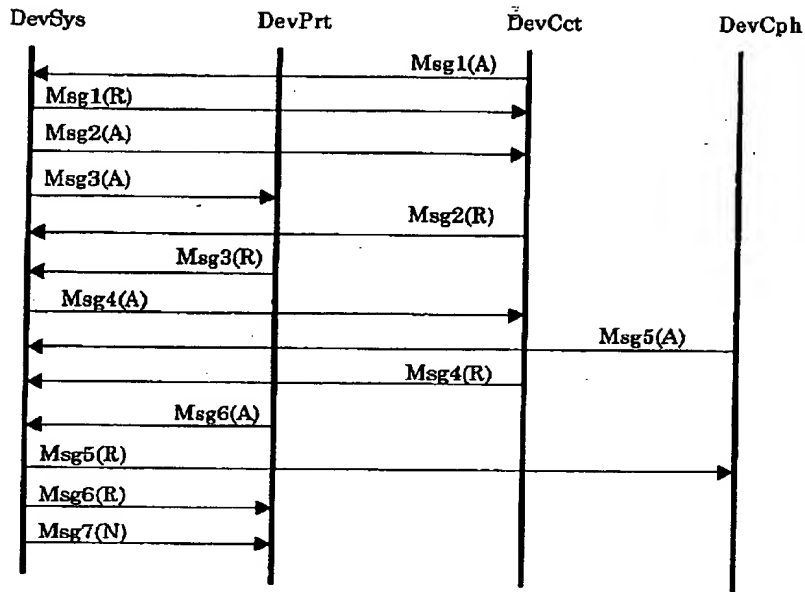 DevSys DevPrt DevCct DevCph
Msg1(A)
Msg1(R)
Msg2(A)
Msg3(A)
Msg2(R)
Msg3(R)
Msg4(A)
Msg5(A)
Msg4(R)
Msg6(A)
Msg5(R)
Msg6(R)
Msg7(N)